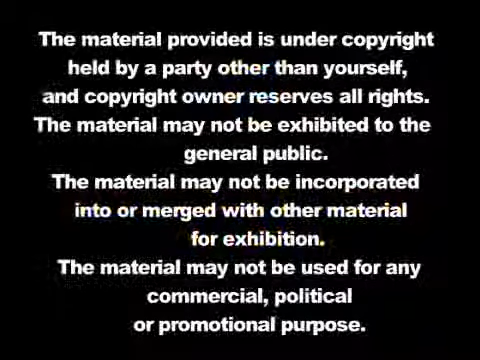 The material provided is under copyright
held by a party other than yourself,
and copyright owner reserves all rights.
The material may not be exhibited to the
general public.
The material may not be incorporated
into or merged with other material
for exhibition.
The material may not be used for any
commercial, political
or promotional purpose.